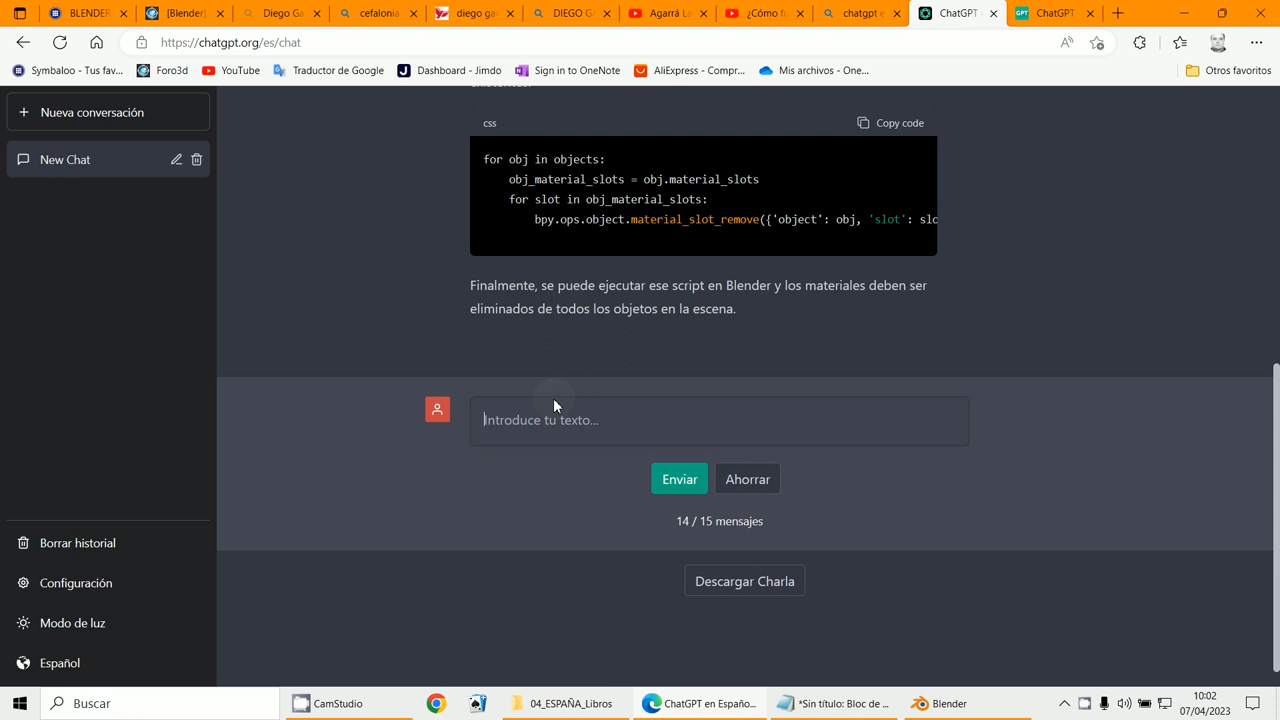 BLENDER
[Blender]
Diego Ga
cefalonia
diego gar
DIEGO GA
Agarrá La
¿Cómo fu
chatgpt e
ChatGPT
ChatGPT
https://chatgpt.org/es/chat
Symbaloo - Tus fav...
Foro3d
YouTube
Traductor de Google
Dashboard - Jimdo
Sign in to OneNote
AliExpress - Compr...
Mis archivos - One...
Otros favoritos
Nueva conversación
New Chat
css
Copy code
for obj in objects:
obj_material_slots = obj.material_slots
for slot in obj_material_slots:
bpy.ops.object.material_slot_remove({'object': obj, 'slot': slo
Finalmente, se puede ejecutar ese script en Blender y los materiales deben ser
eliminados de todos los objetos en la escena.
Introduce tu texto...
Enviar
Ahorrar
14 / 15 mensajes
Descargar Charla
Borrar historial
Configuración
Modo de luz
Español
Buscar
CamStudio
04_ESPAÑA_Libros
ChatGPT en Españo...
*Sin título: Bloc de ...
Blender
10:02
07/04/2023